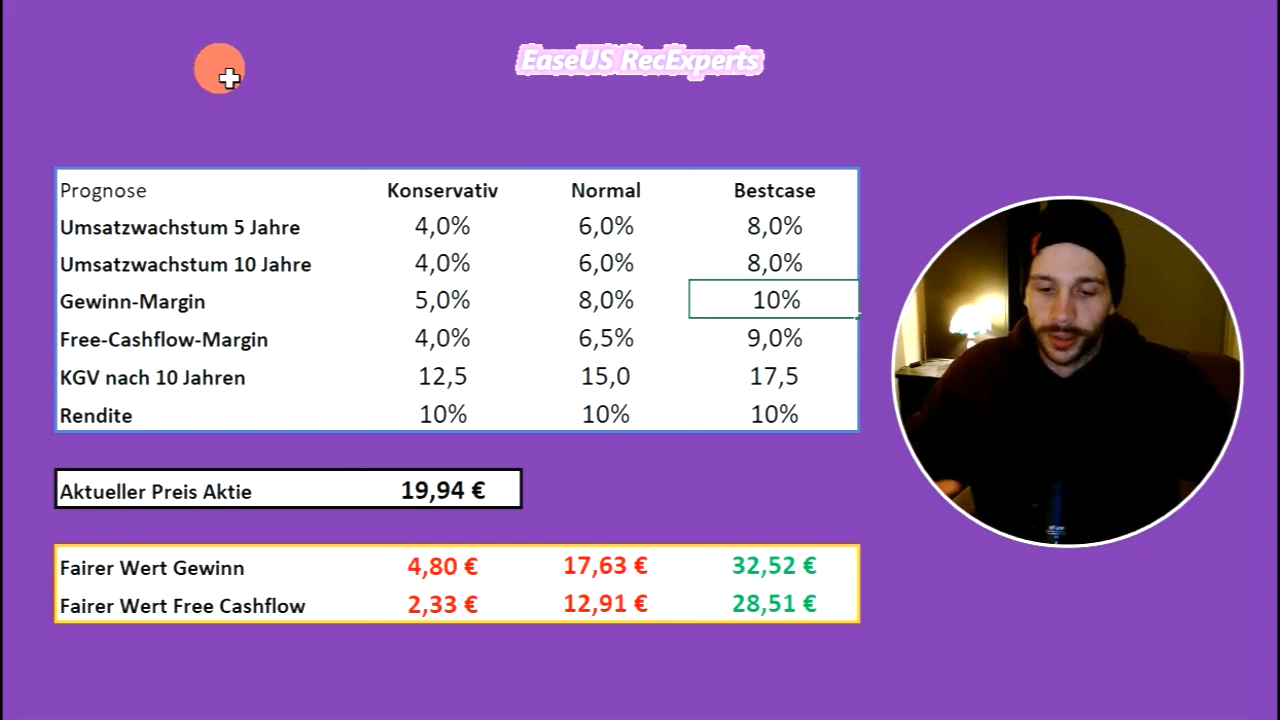 EaseUS RecExperts
Prognose Konservativ Normal Bestcase
Umsatzwachstum 5 Jahre 4,0% 6,0% 8,0%
Umsatzwachstum 10 Jahre 4,0% 6,0% 8,0%
Gewinn-Margin 5,0% 8,0% 10%
Free-Cashflow-Margin 4,0% 6,5% 9,0%
KGV nach 10 Jahren 12,5 15,0 17,5
Rendite 10% 10% 10%
Aktueller Preis Aktie 19,94 €
Fairer Wert Gewinn 4,80 € 17,63 € 32,52 €
Fairer Wert Free Cashflow 2,33 € 12,91 € 28,51 €